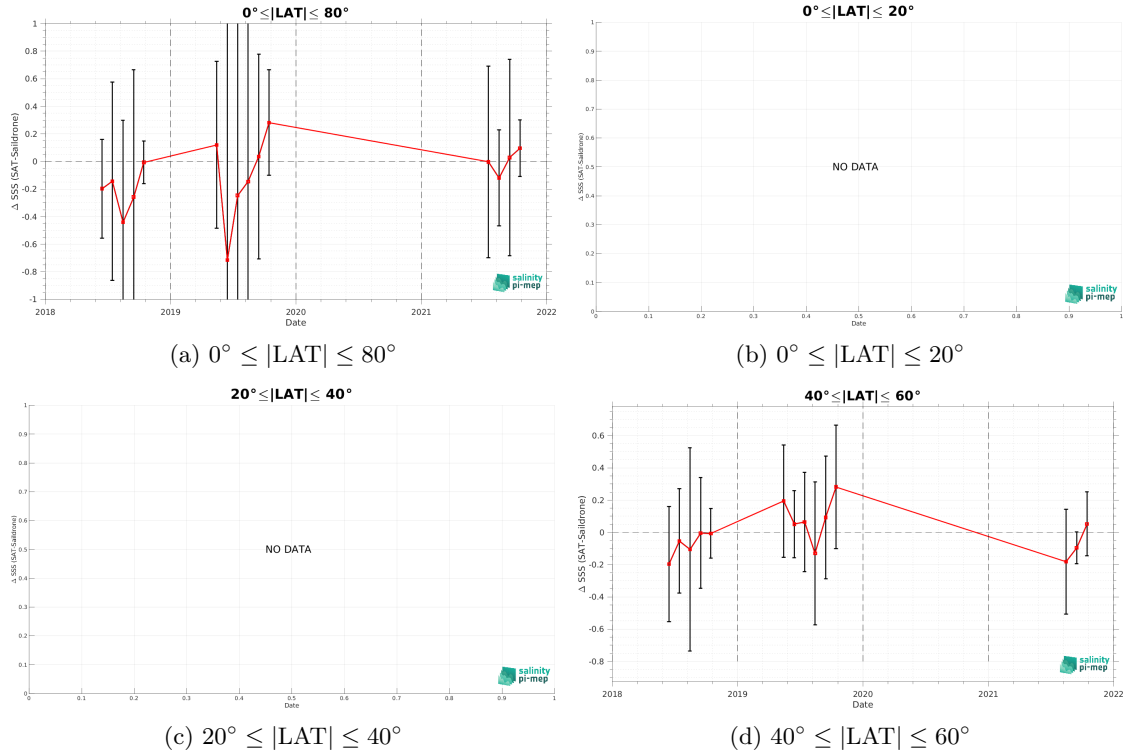 0°≤|LAT|≤ 80°
Δ SSS (SAT-Saildrone)
1
0.8
0.6
0.4
0.2
0
-0.2
-0.4
-0.6
-0.8
-1
2018
2019
2020
2021
2022
Date
salinity
pi-mep
(a) 0° ≤ |LAT| ≤ 80°
0°≤|LAT|≤ 20°
Δ SSS (SAT-Saildrone)
1
0.9
0.8
0.7
0.6
0.5
0.4
0.3
0.2
0.1
0
NO DATA
0
0.1
0.2
0.3
0.4
0.5
0.6
0.7
0.8
0.9
1
Date
salinity
pi-mep
(b) 0° ≤ |LAT| ≤ 20°
20°≤|LAT|≤ 40°
Δ SSS (SAT-Saildrone)
1
0.9
0.8
0.7
0.6
0.5
0.4
0.3
0.2
0.1
0
NO DATA
0
0.1
0.2
0.3
0.4
0.5
0.6
0.7
0.8
0.9
1
Date
salinity
pi-mep
(c) 20° ≤ |LAT| ≤ 40°
40°≤|LAT|≤ 60°
Δ SSS (SAT-Saildrone)
0.6
0.4
0.2
0
-0.2
-0.4
-0.6
-0.8
2018
2019
2020
2021
2022
Date
salinity
pi-mep
(d) 40° ≤ |LAT| ≤ 60°